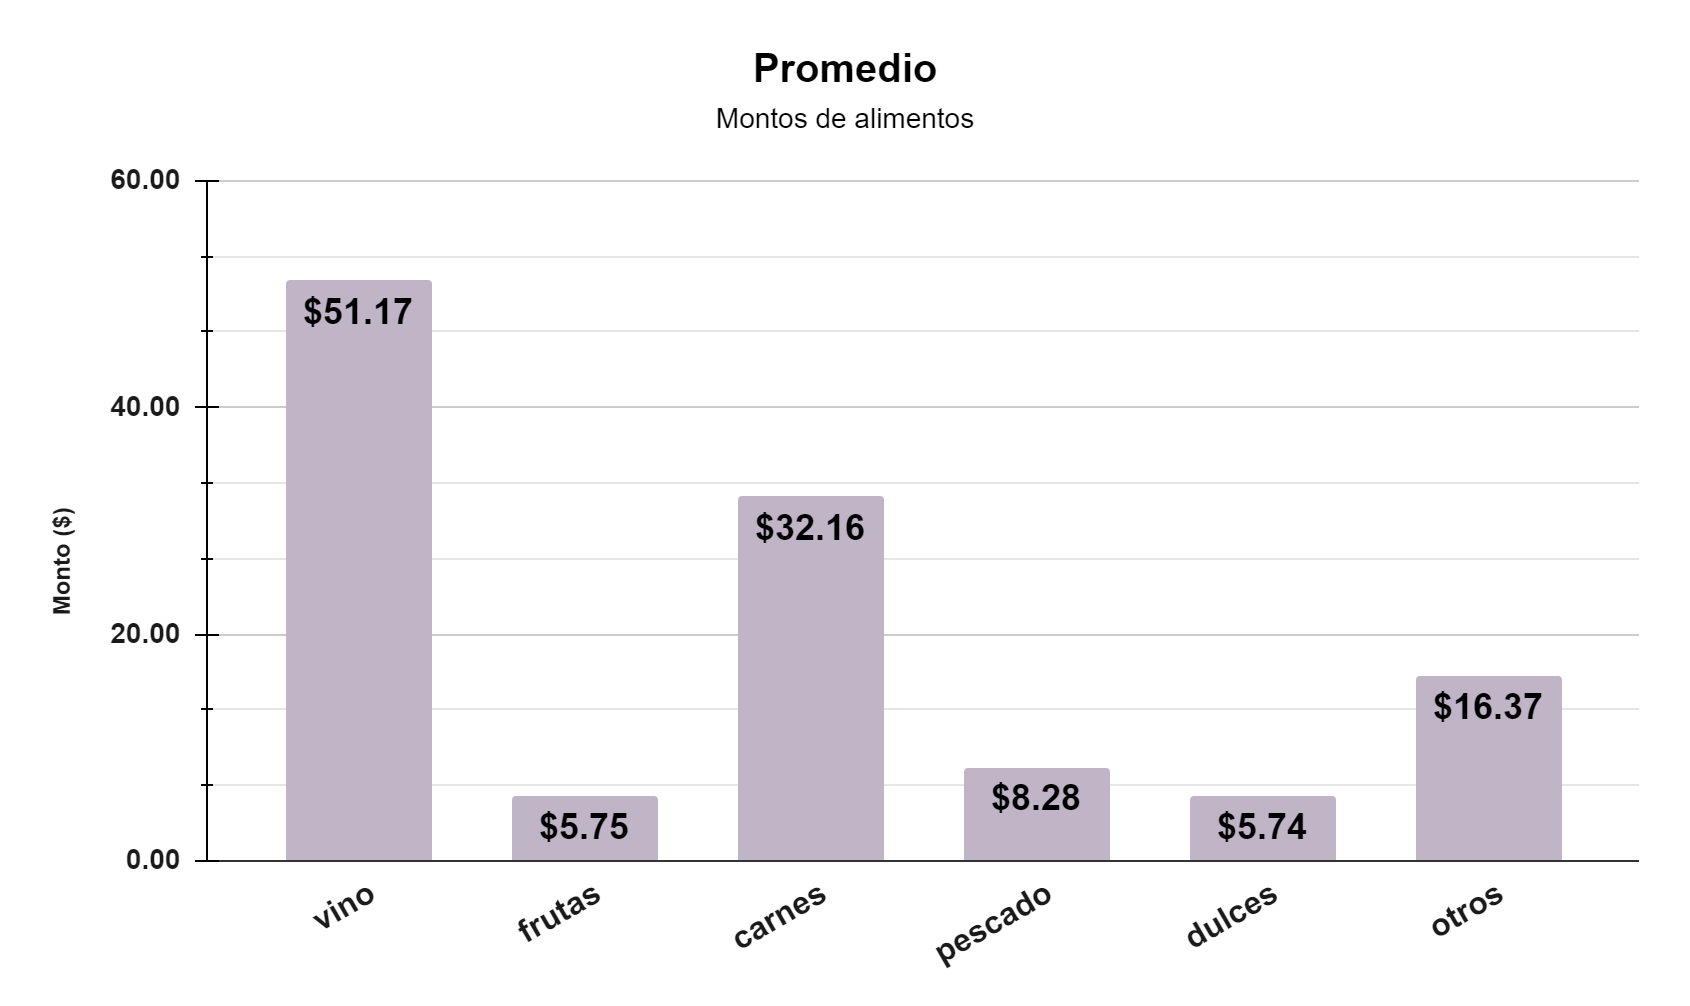 Promedio
Montos de alimentos
Monto ($)
60.00
40.00
20.00
0.00
$51.17
$5.75
$32.16
$8.28
$5.74
$16.37
vino
frutas
carnes
pescado
dulces
otros